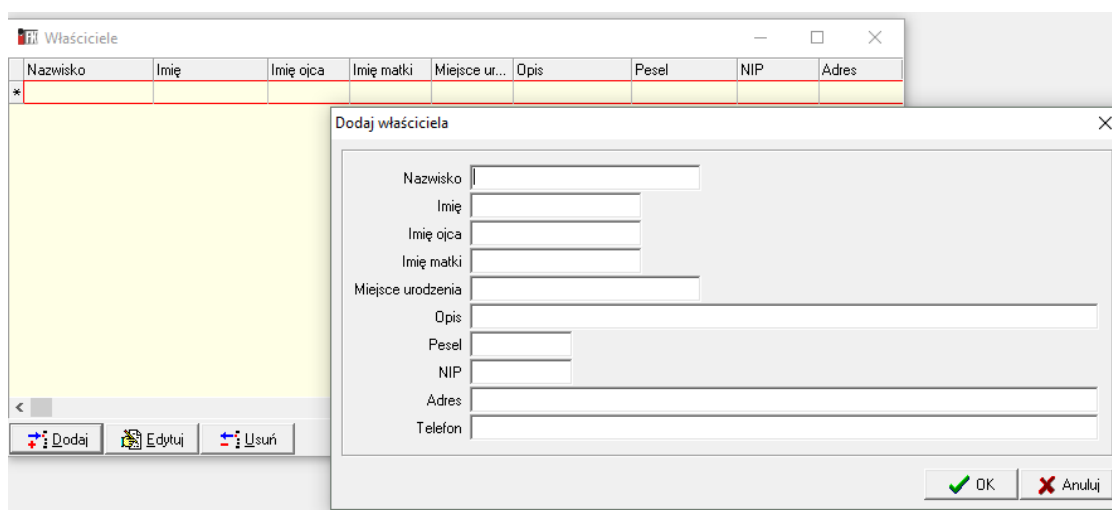 Właściciele
Nazwisko Imię Imię ojca Imię matki Miejsce ur... Opis Pesel NIP Adres
Dodaj właściciela
Nazwisko
Imię
Imię ojca
Imię matki
Miejsce urodzenia
Opis
Pesel
NIP
Adres
Telefon
Dodaj Edytuj Usuń
OK Anuluj